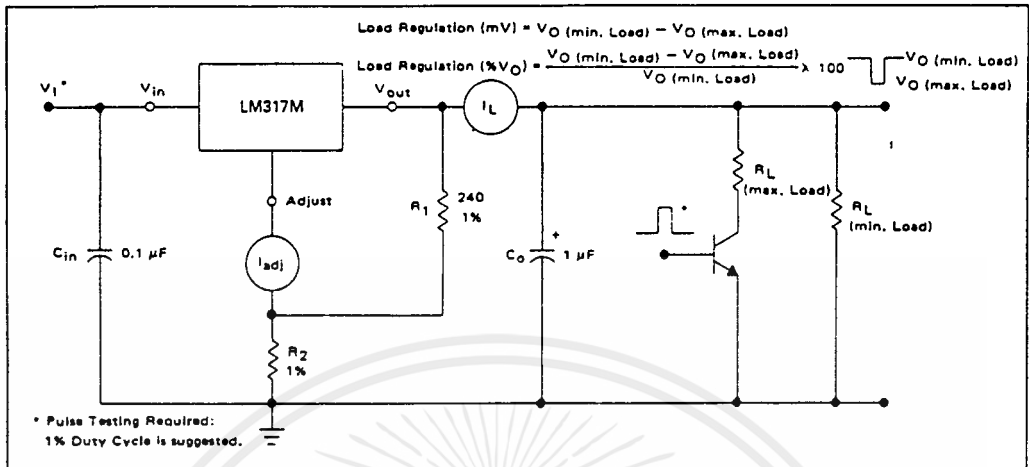 Load Regulation (mV) = VO (min. Load) − VO (max. Load)
Load Regulation (%VO) = VO (min. Load) − VO (max. Load) / VO (min. Load) λ 100
VO (min. Load)
VO (max. Load)
VI*
Vin
LM317M
Vout
IL
Adjust
R1
240
1%
RL
(max. Load)
RL
(min. Load)
Cin
0.1 µF
Iadj
+
Co
1 µF
*
R2
1%
* Pulse Testing Required:
1% Duty Cycle is suggested.